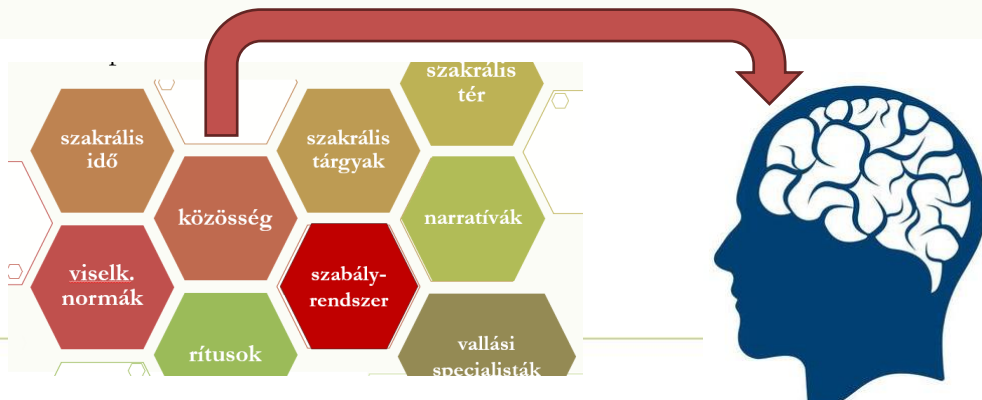 szakrális
tér
szakrális
idő
szakrális
tárgyak
közösség
narratívák
viselk.
normák
szabály-
rendszer
rítusok
vallási
specialisták